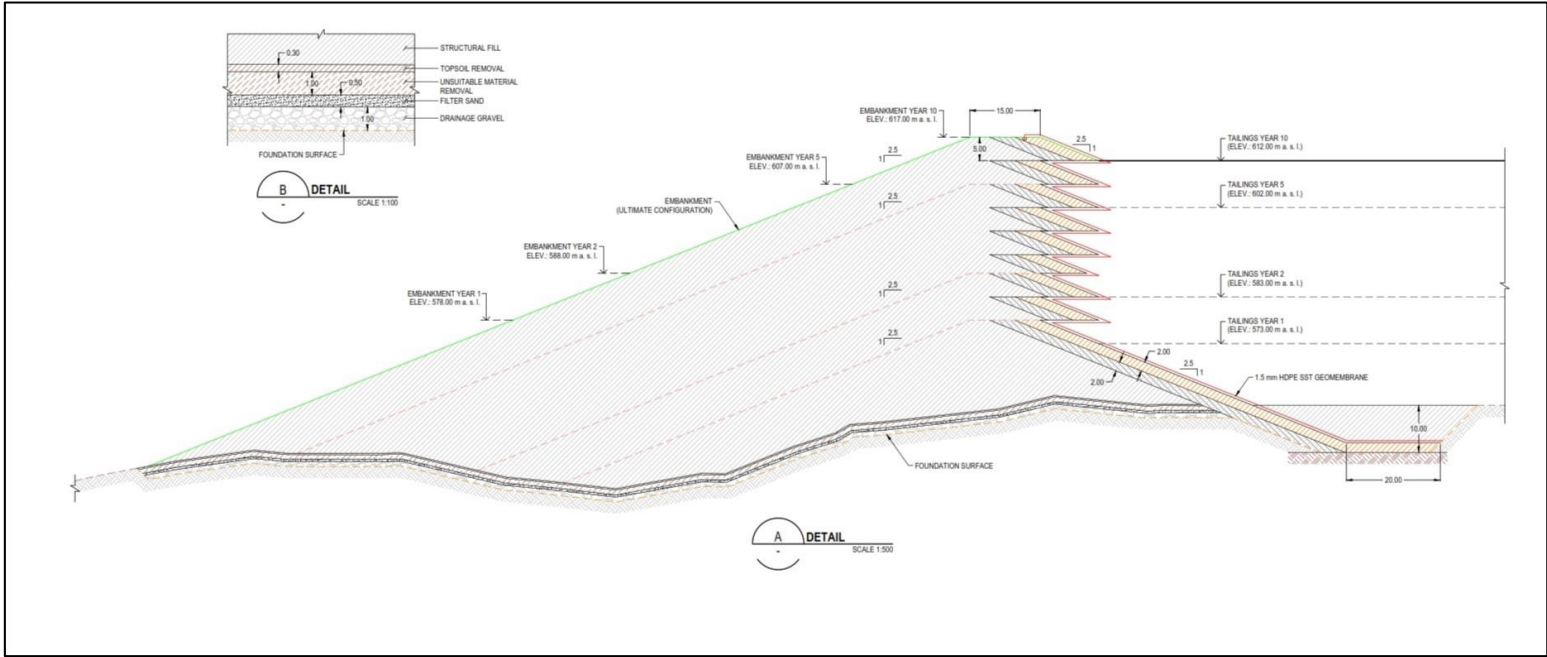 0.30
1.00
0.50
1.00
STRUCTURAL FILL
TOPSOIL REMOVAL
UNSUITABLE MATERIAL
REMOVAL
FILTER SAND
DRAINAGE GRAVEL
FOUNDATION SURFACE
B DETAIL
-
SCALE 1:100
EMBANKMENT YEAR 10
ELEV.: 617.00 m a. s. l.
15.00
5.00
2.5
1
TAILINGS YEAR 10
(ELEV.: 612.00 m a. s. l.)
EMBANKMENT YEAR 5
ELEV.: 607.00 m a. s. l.
2.5
1
TAILINGS YEAR 5
(ELEV.: 602.00 m a. s. l.)
EMBANKMENT
(ULTIMATE CONFIGURATION)
2.5
1
EMBANKMENT YEAR 2
ELEV.: 588.00 m a. s. l.
2.5
1
TAILINGS YEAR 2
(ELEV.: 583.00 m a. s. l.)
EMBANKMENT YEAR 1
ELEV.: 578.00 m a. s. l.
2.5
1
TAILINGS YEAR 1
(ELEV.: 573.00 m a. s. l.)
2.00
2.00
2.5
1
1.5 mm HDPE SST GEOMEMBRANE
10.00
FOUNDATION SURFACE
20.00
A DETAIL
-
SCALE 1:500